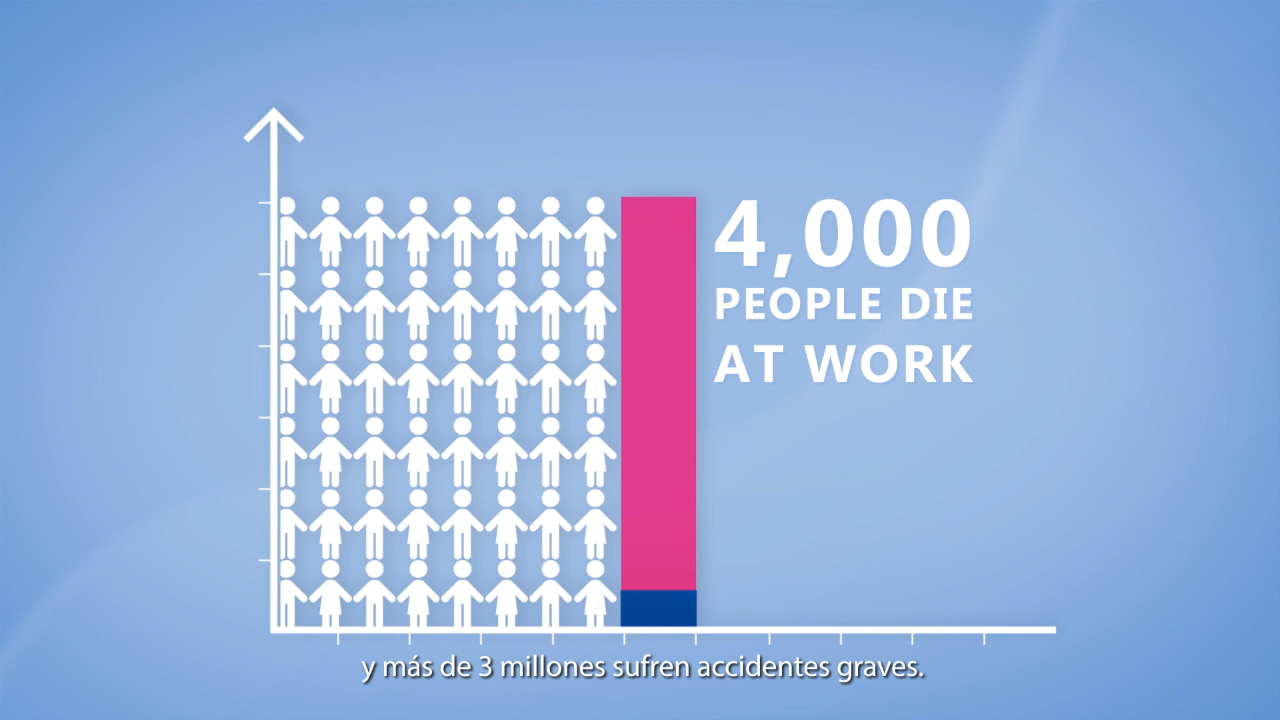 4,000
PEOPLE DIE
AT WORK
y más de 3 millones sufren accidentes graves.